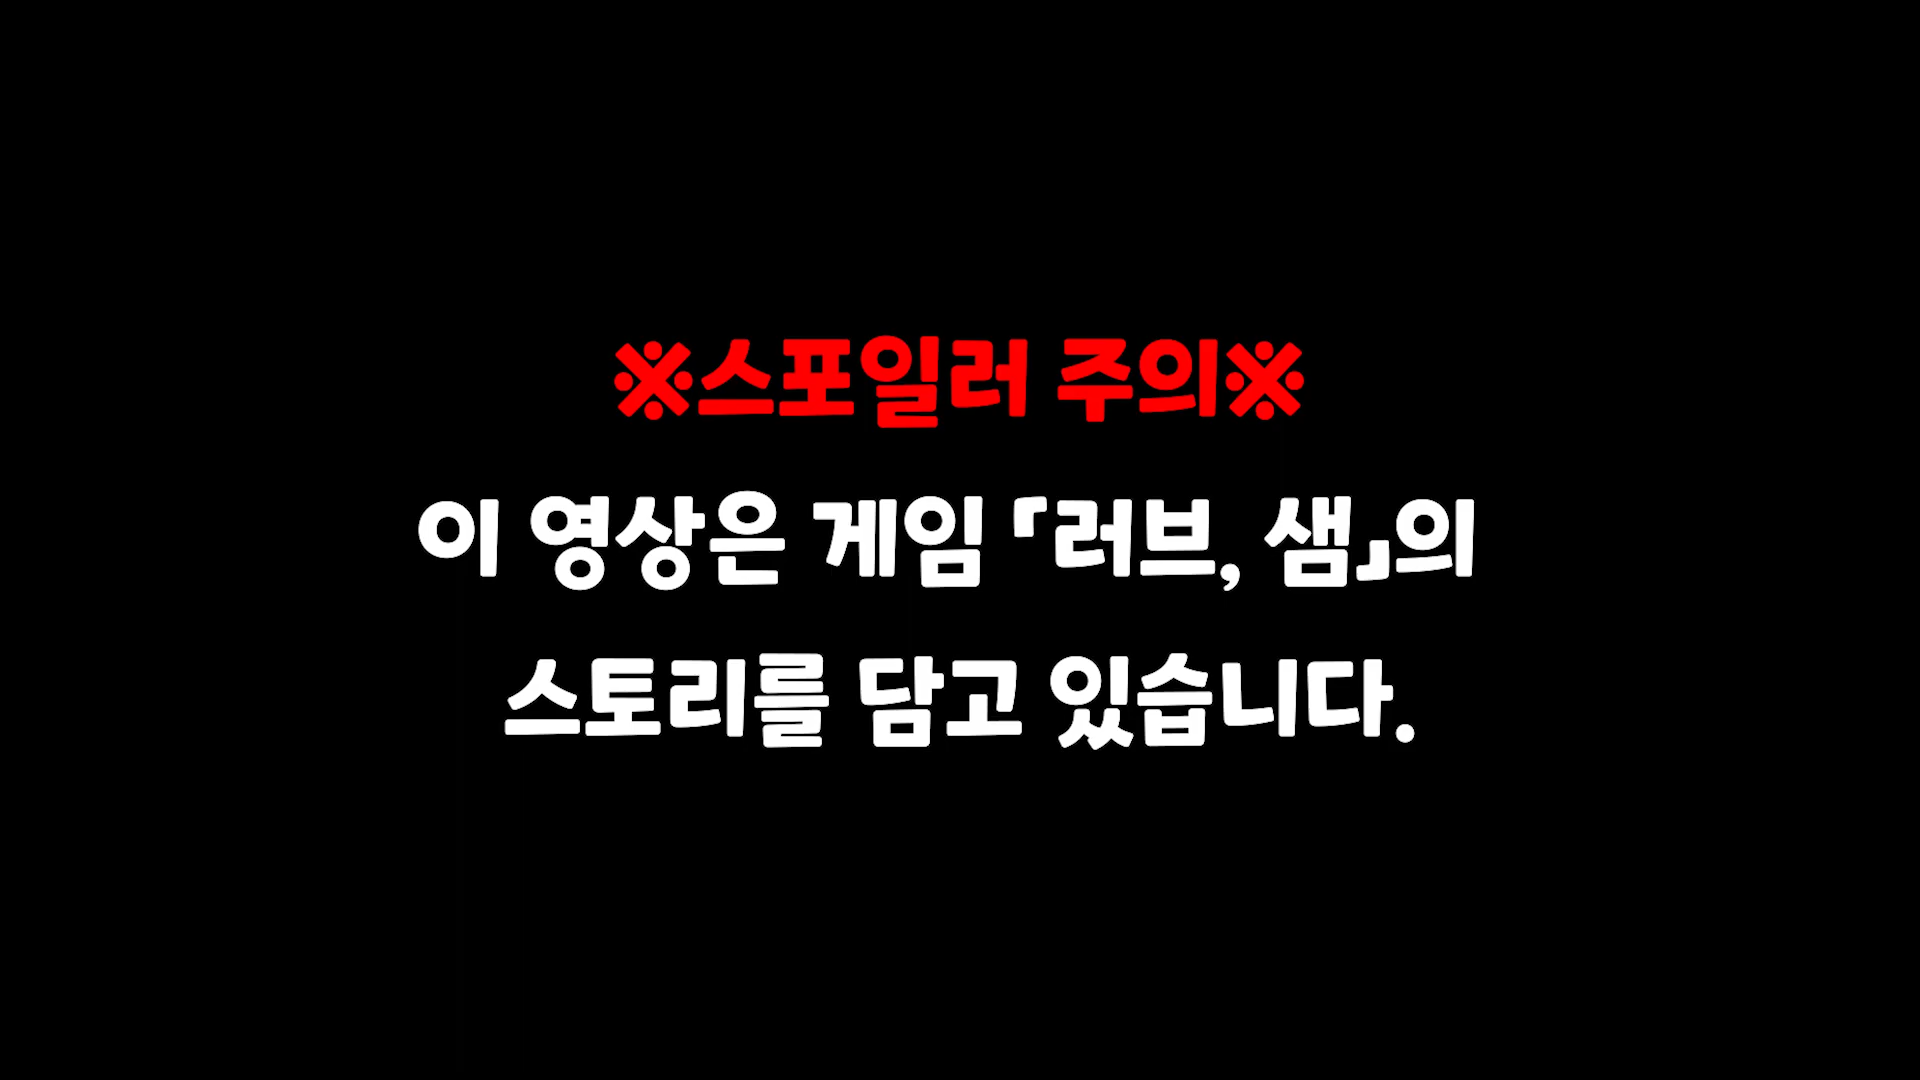 ※스포일러 주의※
이 영상은 게임 「러브, 샘」의
스토리를 담고 있습니다.